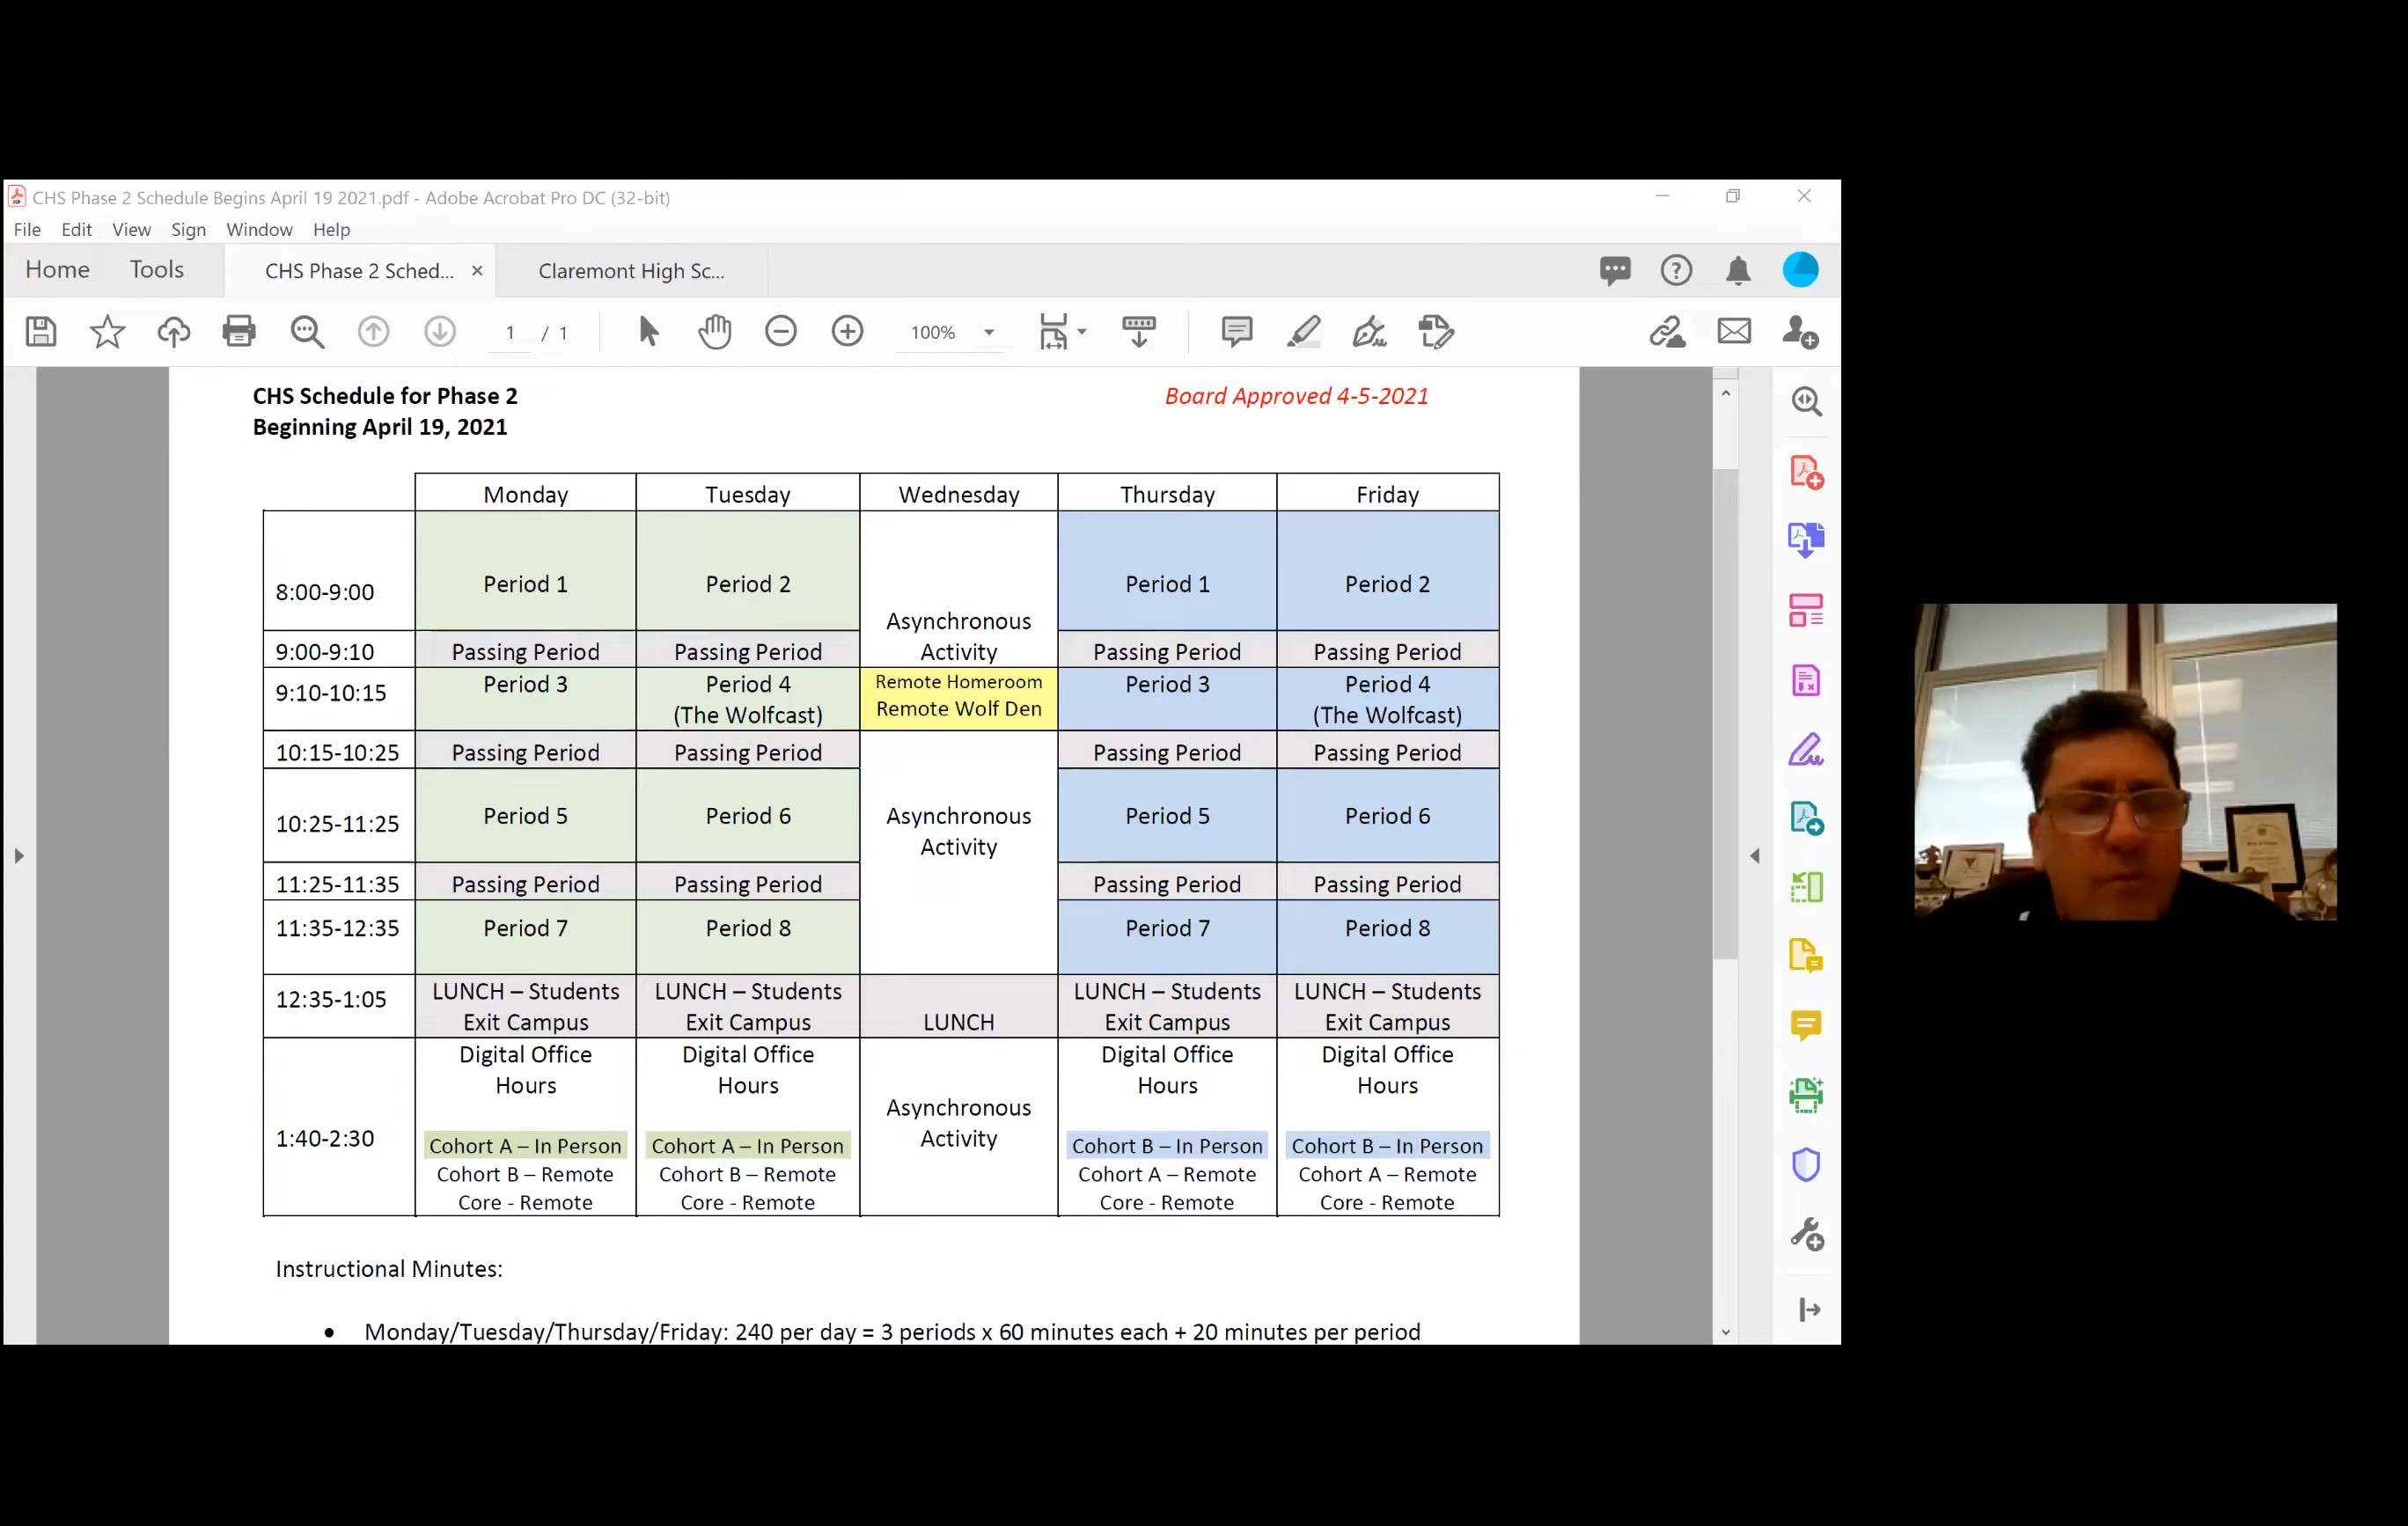 CHS Phase 2 Schedule Begins April 19 2021.pdf - Adobe Acrobat Pro DC (32-bit)
File Edit View Sign Window Help
Home Tools CHS Phase 2 Sched... × Claremont High Sc...
1 / 1 100%
CHS Schedule for Phase 2 Board Approved 4-5-2021
Beginning April 19, 2021
Monday Tuesday Wednesday Thursday Friday
8:00-9:00 Period 1 Period 2 Period 1 Period 2
Asynchronous
9:00-9:10 Passing Period Passing Period Activity Passing Period Passing Period
9:10-10:15 Period 3 Period 4 Remote Homeroom Period 3 Period 4
(The Wolfcast) Remote Wolf Den (The Wolfcast)
10:15-10:25 Passing Period Passing Period Passing Period Passing Period
10:25-11:25 Period 5 Period 6 Asynchronous Period 5 Period 6
Activity
11:25-11:35 Passing Period Passing Period Passing Period Passing Period
11:35-12:35 Period 7 Period 8 Period 7 Period 8
12:35-1:05 LUNCH – Students LUNCH – Students LUNCH – Students LUNCH – Students
Exit Campus Exit Campus LUNCH Exit Campus Exit Campus
Digital Office Digital Office Digital Office Digital Office
Hours Hours Hours Hours
Asynchronous
1:40-2:30 Cohort A – In Person Cohort A – In Person Activity Cohort B – In Person Cohort B – In Person
Cohort B – Remote Cohort B – Remote Cohort A – Remote Cohort A – Remote
Core - Remote Core - Remote Core - Remote Core - Remote
Instructional Minutes:
• Monday/Tuesday/Thursday/Friday: 240 per day = 3 periods x 60 minutes each + 20 minutes per period